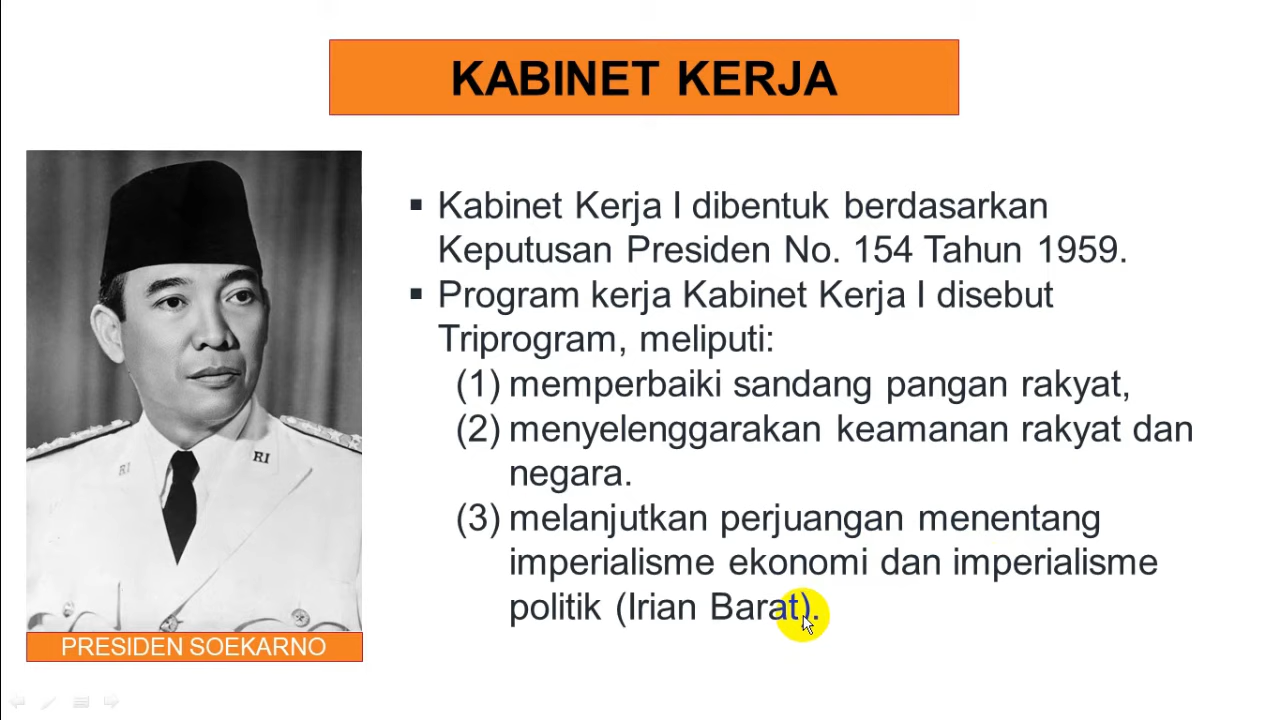 KABINET KERJA
▪ Kabinet Kerja I dibentuk berdasarkan
Keputusan Presiden No. 154 Tahun 1959.
▪ Program kerja Kabinet Kerja I disebut
Triprogram, meliputi:
(1) memperbaiki sandang pangan rakyat,
(2) menyelenggarakan keamanan rakyat dan
negara.
(3) melanjutkan perjuangan menentang
imperialisme ekonomi dan imperialisme
politik (Irian Barat).
RI
RI
PRESIDEN SOEKARNO